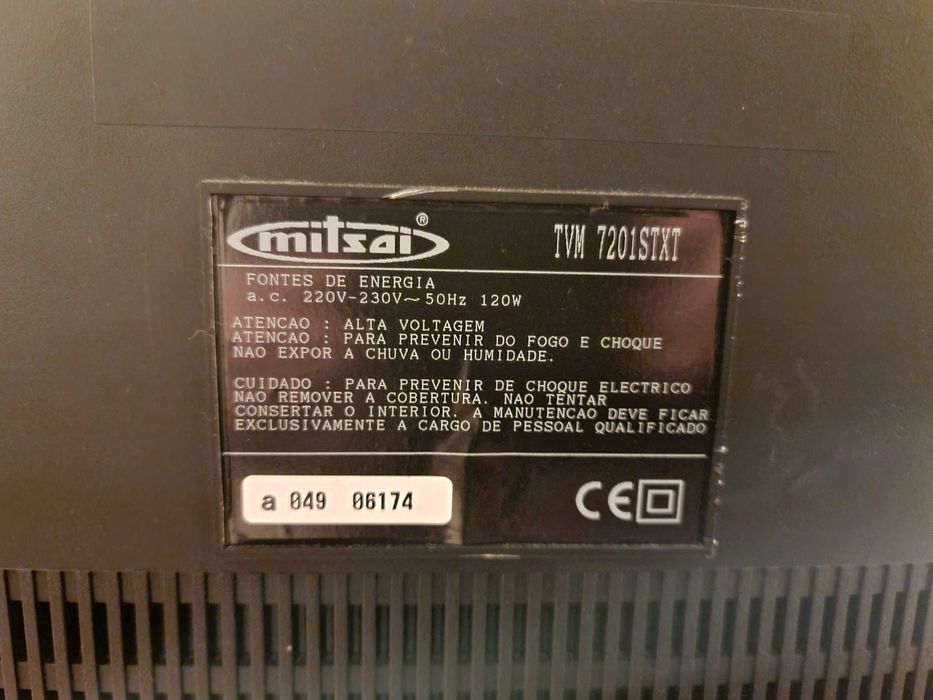 mitsai ®
TVM 7201STXT
FONTES DE ENERGIA
a.c. 220V-230V~50Hz 120W
ATENCAO : ALTA VOLTAGEM
ATENCAO : PARA PREVENIR DO FOGO E CHOQUE
NAO EXPOR A CHUVA OU HUMIDADE.
CUIDADO : PARA PREVENIR DE CHOQUE ELECTRICO
NAO REMOVER A COBERTURA. NAO TENTAR
CONSERTAR O INTERIOR. A MANUTENCAO DEVE FICAR
EXCLUSIVAMENTE A CARGO DE PESSOAL QUALIFICADO
a 049 06174
CE